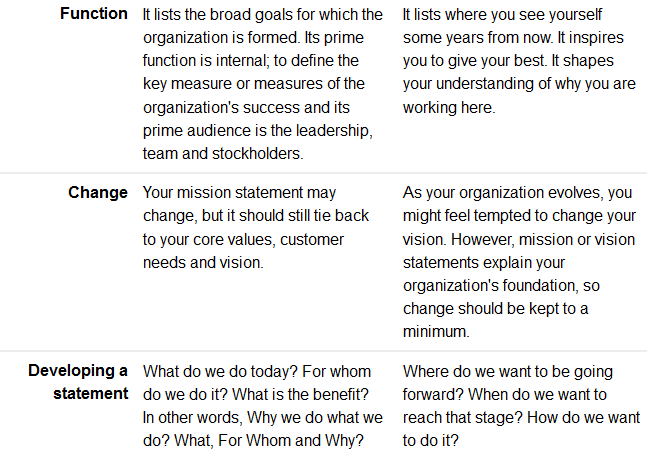 Function
It lists the broad goals for which the
organization is formed. Its prime
function is internal; to define the
key measure or measures of the
organization's success and its
prime audience is the leadership,
team and stockholders.
It lists where you see yourself
some years from now. It inspires
you to give your best. It shapes
your understanding of why you are
working here.
Change
Your mission statement may
change, but it should still tie back
to your core values, customer
needs and vision.
As your organization evolves, you
might feel tempted to change your
vision. However, mission or vision
statements explain your
organization's foundation, so
change should be kept to a
minimum.
Developing a
statement
What do we do today? For whom
do we do it? What is the benefit?
In other words, Why we do what we
do? What, For Whom and Why?
Where do we want to be going
forward? When do we want to
reach that stage? How do we want
to do it?